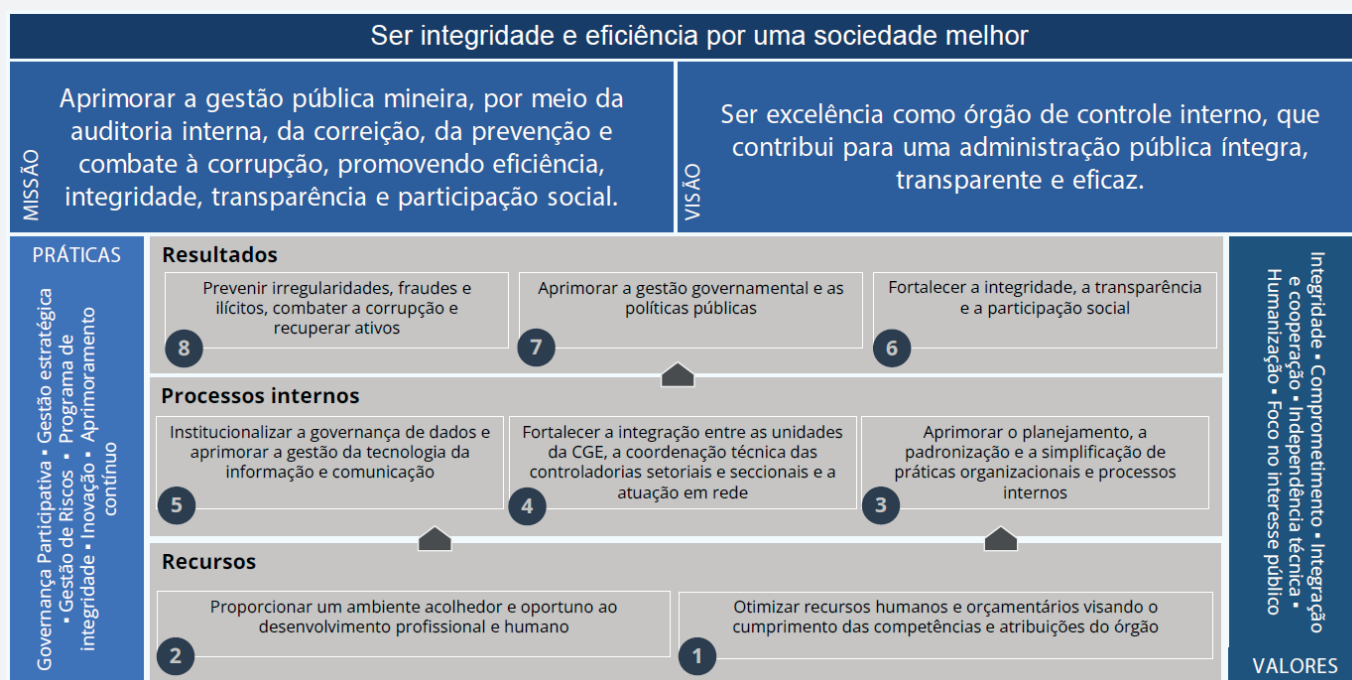 Ser integridade e eficiência por uma sociedade melhor
MISSÃO
Aprimorar a gestão pública mineira, por meio da
auditoria interna, da correição, da prevenção e
combate à corrupção, promovendo eficiência,
integridade, transparência e participação social.
VISÃO
Ser excelência como órgão de controle interno, que
contribui para uma administração pública íntegra,
transparente e eficaz.
PRÁTICAS
Governança Participativa ▪ Gestão estratégica
▪ Gestão de Riscos ▪ Programa de
integridade ▪ Inovação ▪ Aprimoramento
contínuo
Resultados
Prevenir irregularidades, fraudes e
ilícitos, combater a corrupção e
recuperar ativos
8
Aprimorar a gestão governamental e as
políticas públicas
7
Fortalecer a integridade, a transparência
e a participação social
6
Processos internos
Institucionalizar a governança de dados e
aprimorar a gestão da tecnologia da
informação e comunicação
5
Fortalecer a integração entre as unidades
da CGE, a coordenação técnica das
controladorias setoriais e seccionais e a
atuação em rede
4
Aprimorar o planejamento, a
padronização e a simplificação de
práticas organizacionais e processos
internos
3
Recursos
Proporcionar um ambiente acolhedor e oportuno ao
desenvolvimento profissional e humano
2
Otimizar recursos humanos e orçamentários visando o
cumprimento das competências e atribuições do órgão
1
Integridade ▪ Comprometimento ▪ Integração
e cooperação ▪ Independência técnica ▪
Humanização ▪ Foco no interesse público
VALORES